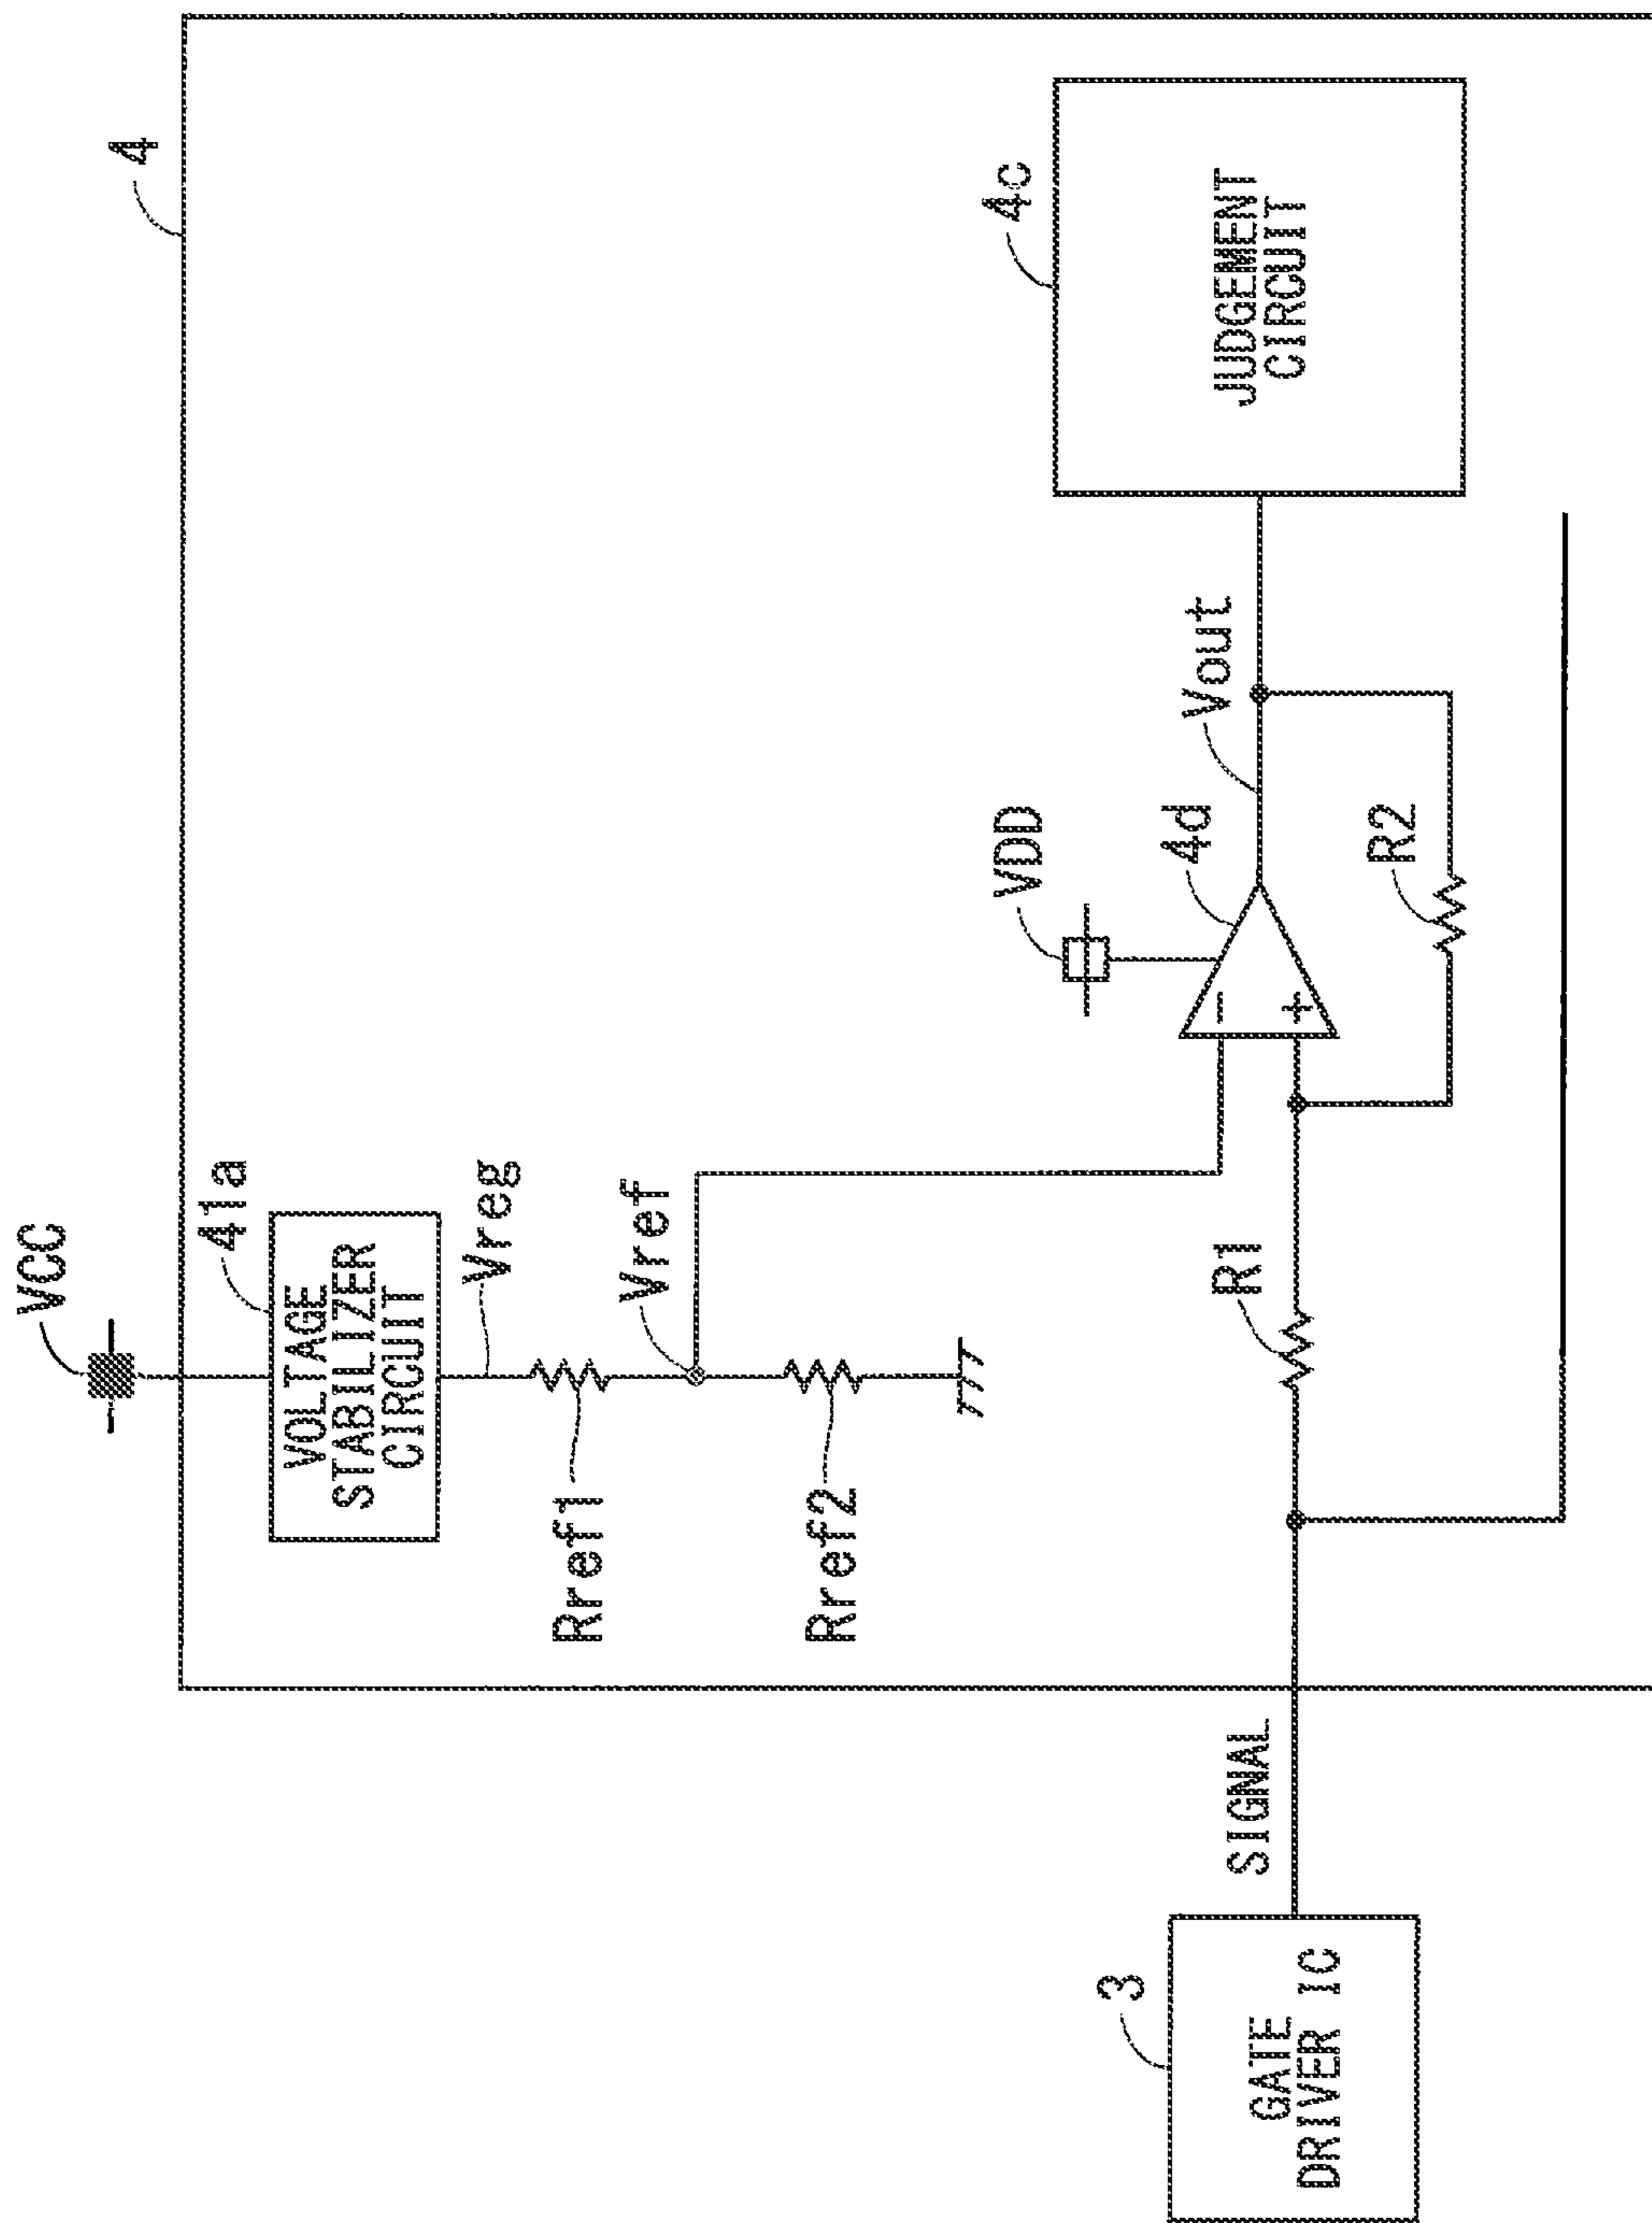 VCC
4
41a
VOLTAGE
STABILIZER
CIRCUIT
Vreg
Rref1
Vref
Rref2
VDD
4d
−
+
Vout
4c
JUDGEMENT
CIRCUIT
R1
R2
SIGNAL
3
GATE
DRIVER IC